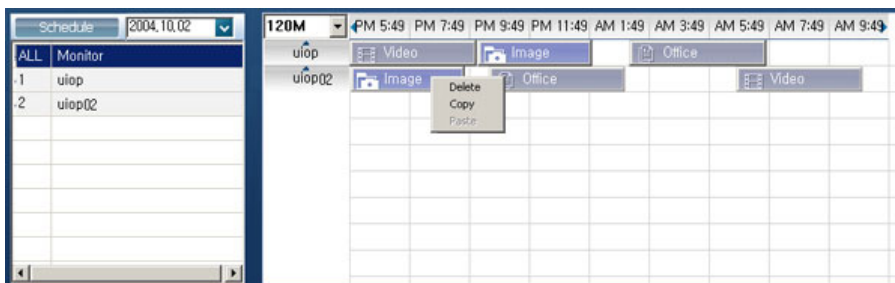 Schedule 2004,10,02
ALL Monitor
1 uiop
2 uiop02
120M PM 5:49 PM 7:49 PM 9:49 PM 11:49 AM 1:49 AM 3:49 AM 5:49 AM 7:49 AM 9:49
uiop Video Image Office
uiop02 Image Office Video
Delete
Copy
Paste